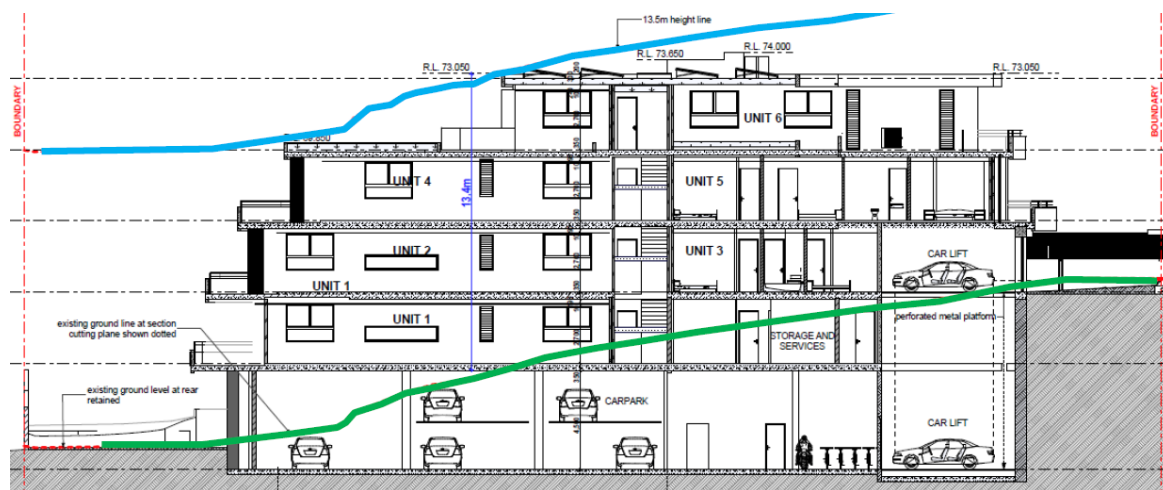 13.5m height line
R.L. 74.000
R.L. 73.650
R.L. 73.050
R.L. 73.050
BOUNDARY
BOUNDARY
UNIT 6
UNIT 4
UNIT 5
13.4m
UNIT 2
UNIT 3
CAR LIFT
UNIT 1
UNIT 1
existing ground line at section
cutting plane shown dotted
perforated metal platform
STORAGE AND
SERVICES
existing ground level at rear
retained
CARPARK
CAR LIFT